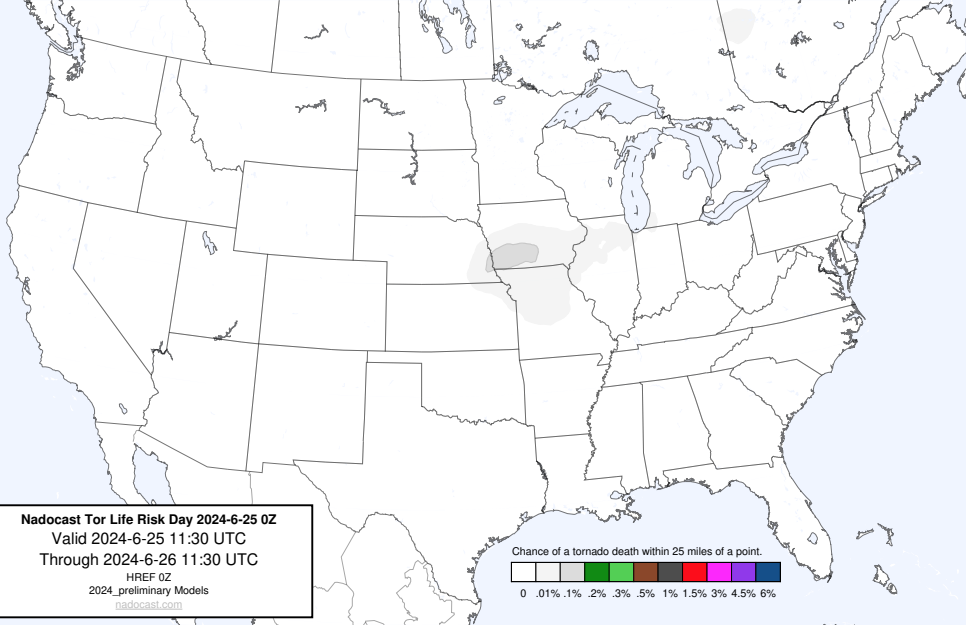 Nadocast Tor Life Risk Day 2024-6-25 0Z
Valid 2024-6-25 11:30 UTC
Through 2024-6-26 11:30 UTC
HREF 0Z
2024_preliminary Models
nadocast.com
Chance of a tornado death within 25 miles of a point.
0 .01% .1% .2% .3% .5% 1% 1.5% 3% 4.5% 6%